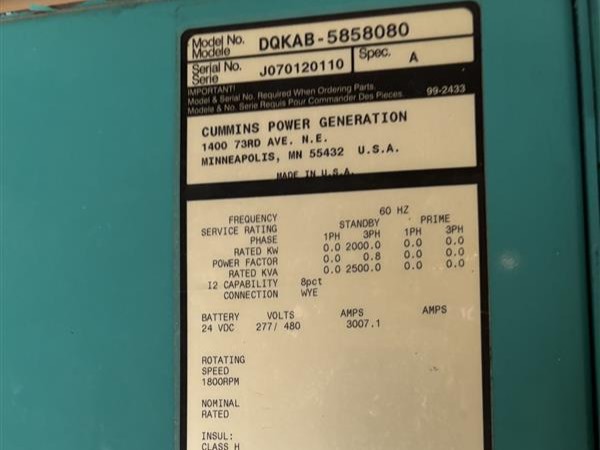 Model No. DQKAB-5858080
Modele
Serial No. J070120110 Spec. A
Serie
IMPORTANT!
Model & Serial No. Required When Ordering Parts.
Modele & No. Serie Requis Pour Commander Des Pieces. 99-2433
CUMMINS POWER GENERATION
1400 73RD AVE. N.E.
MINNEAPOLIS, MN 55432 U.S.A.
MADE IN U.S.A.
FREQUENCY 60 HZ
SERVICE RATING STANDBY PRIME
PHASE 1PH 3PH 1PH 3PH
RATED KW 0.0 2000.0 0.0 0.0
POWER FACTOR 0.0 0.8 0.0 0.0
RATED KVA 0.0 2500.0 0.0 0.0
I2 CAPABILITY 8pct
CONNECTION WYE
BATTERY VOLTS AMPS AMPS
24 VDC 277/ 480 3007.1
ROTATING
SPEED
1800RPM
NOMINAL
RATED
INSUL:
CLASS H